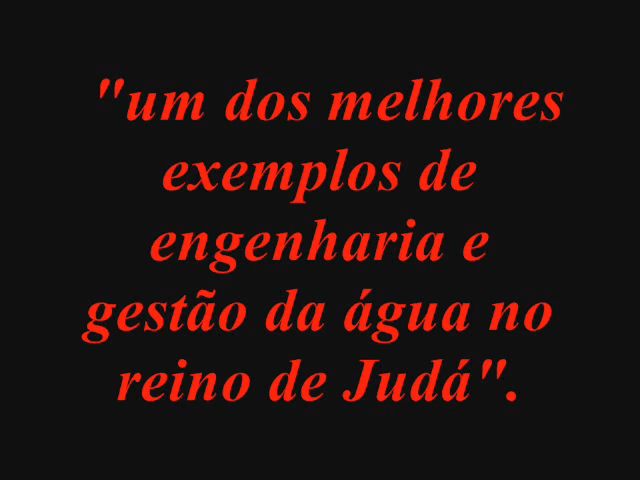 "um dos melhores
exemplos de
engenharia e
gestão da água no
reino de Judá".